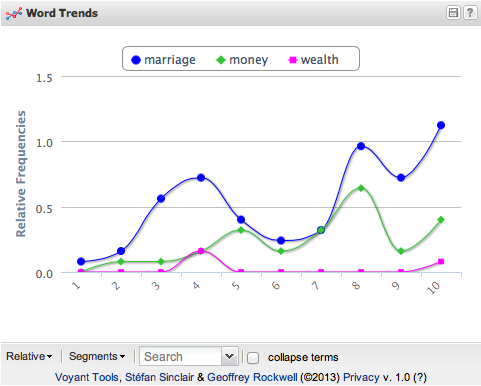 Word Trends
?
marriage money wealth
1.5
1.0
0.5
0.0
Relative Frequencies
1 2 3 4 5 6 7 8 9 10
Relative Segments Search collapse terms
Voyant Tools, Stéfan Sinclair & Geoffrey Rockwell (©2013) Privacy v. 1.0 (?)